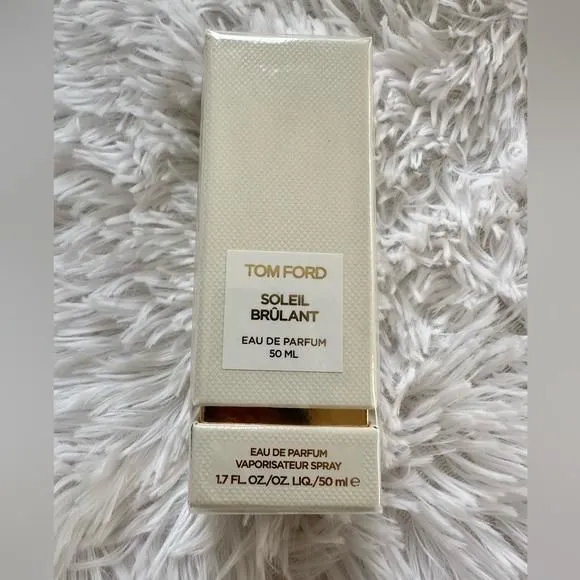 TOM FORD
SOLEIL
BRÛLANT
EAU DE PARFUM
50 ML
EAU DE PARFUM
VAPORISATEUR SPRAY
1.7 FL. OZ./OZ. LIQ./50 ml ℮